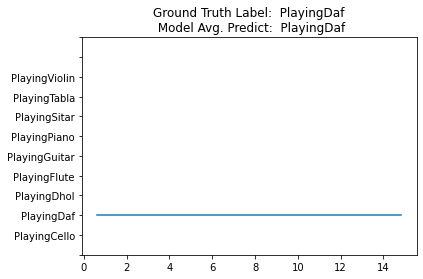 Ground Truth Label:  PlayingDaf
Model Avg. Predict:  PlayingDaf
PlayingViolin
PlayingTabla
PlayingSitar
PlayingPiano
PlayingGuitar
PlayingFlute
PlayingDhol
PlayingDaf
PlayingCello
0 2 4 6 8 10 12 14